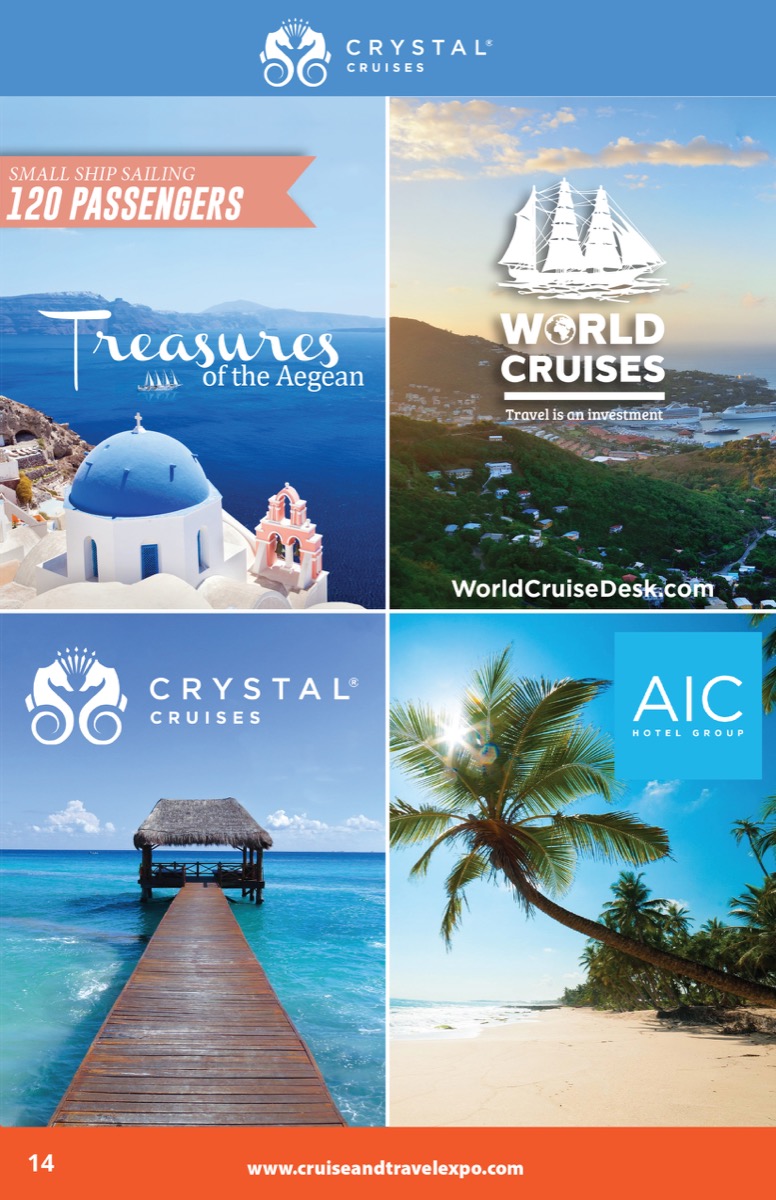 CRYSTAL®
CRUISES
SMALL SHIP SAILING
120 PASSENGERS
Treasures
of the Aegean
WORLD
CRUISES
Travel is an investment
WorldCruiseDesk.com
CRYSTAL®
CRUISES
AIC
HOTEL GROUP
14
www.cruiseandtravelexpo.com